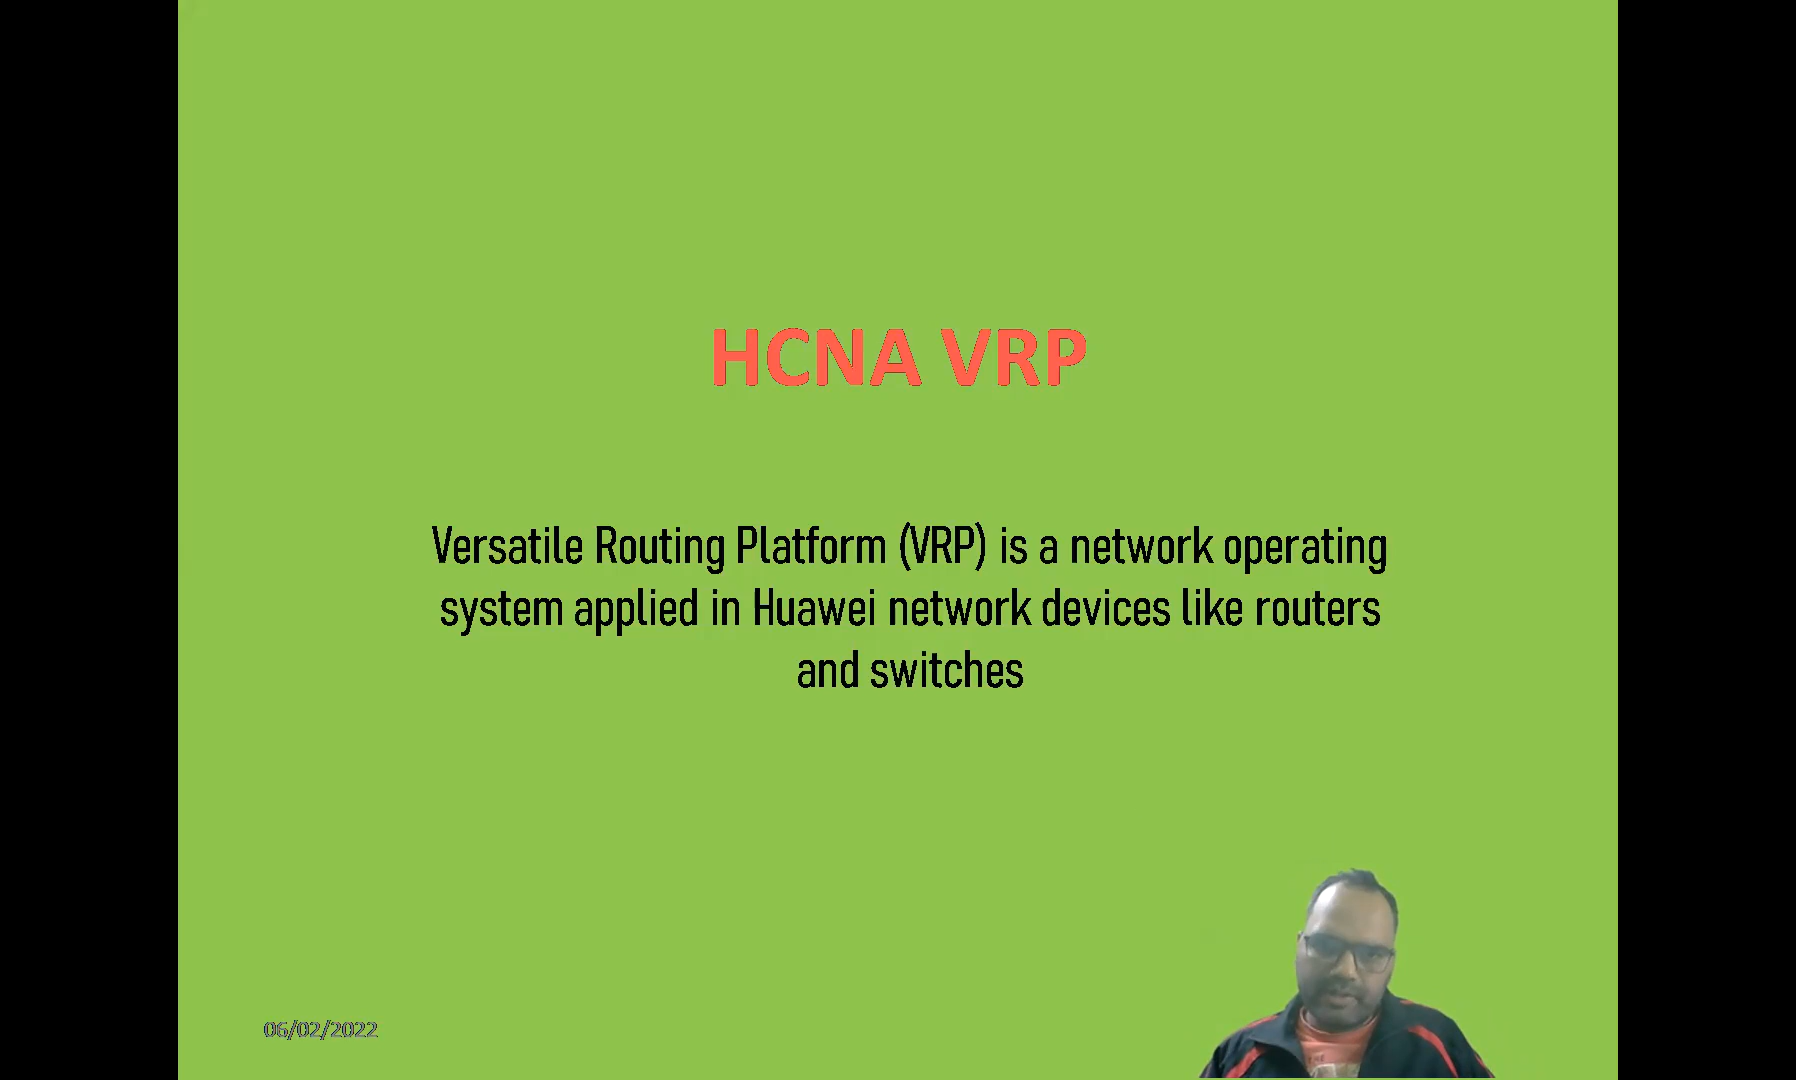 HCNA VRP
Versatile Routing Platform (VRP) is a network operating
system applied in Huawei network devices like routers
and switches
06/02/2022